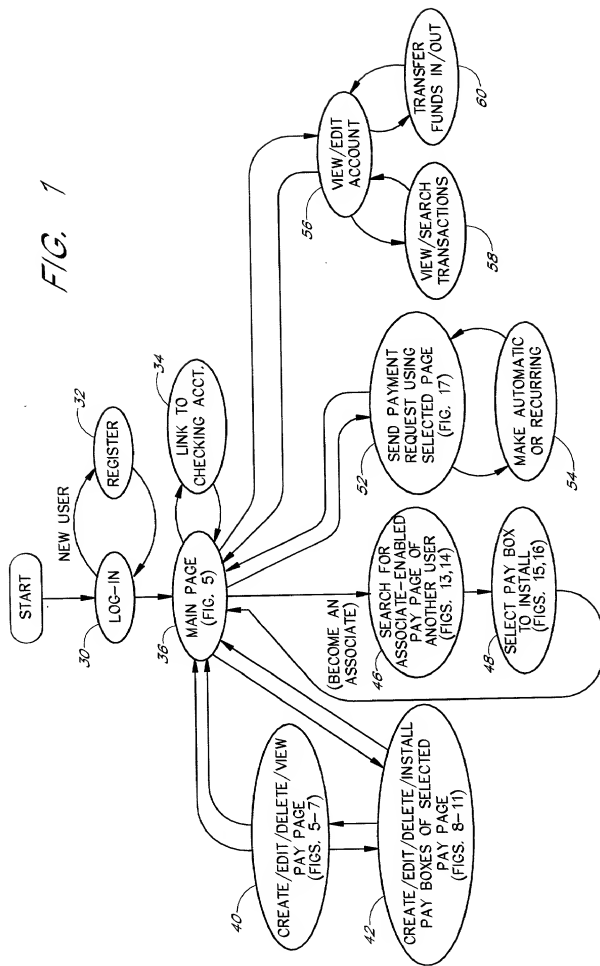 FIG. 1
START
NEW USER
32
REGISTER
30
LOG-IN
34
LINK TO
CHECKING ACCT.
36
MAIN PAGE
(FIG. 5)
40
CREATE/EDIT/DELETE/VIEW
PAY PAGE
(FIGS. 5-7)
42
CREATE/EDIT/DELETE/INSTALL
PAY BOXES OF SELECTED
PAY PAGE
(FIGS. 8-11)
(BECOME AN
ASSOCIATE)
46
SEARCH FOR
ASSOCIATE-ENABLED
PAY PAGE OF
ANOTHER USER
(FIGS. 13,14)
48
SELECT PAY BOX
TO INSTALL
(FIGS. 15,16)
52
SEND PAYMENT
REQUEST USING
SELECTED PAGE
(FIG. 17)
54
MAKE AUTOMATIC
OR RECURRING
56
VIEW/EDIT
ACCOUNT
58
VIEW/SEARCH
TRANSACTIONS
60
TRANSFER
FUNDS IN/OUT